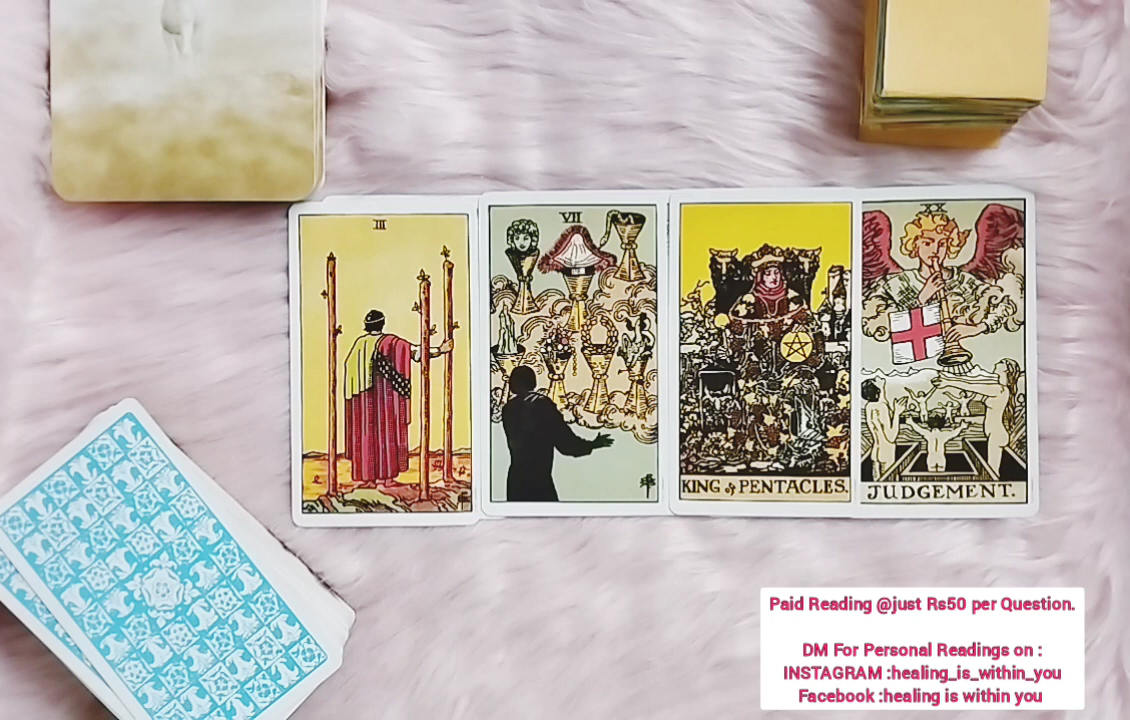 III
VII
XX
KING of PENTACLES.
JUDGEMENT.
Paid Reading @just Rs50 per Question.
DM For Personal Readings on :
INSTAGRAM :healing_is_within_you
Facebook :healing is within you